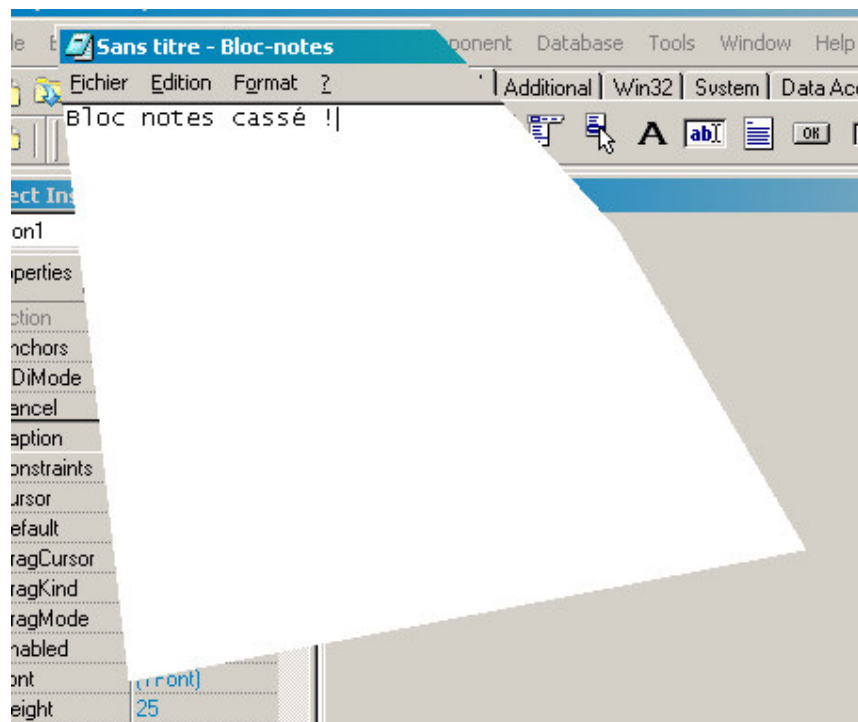 ponent Database Tools Window Help
Sans titre - Bloc-notes
Fichier Edition Format ?
Additional Win32 System Data Acc
Bloc notes cassé !
A abI OK
ect Ins
on1
perties
ction
nchors
DiMode
ancel
aption
onstraints
ursor
efault
ragCursor
ragKind
ragMode
nabled
ont (TFont)
eight 25